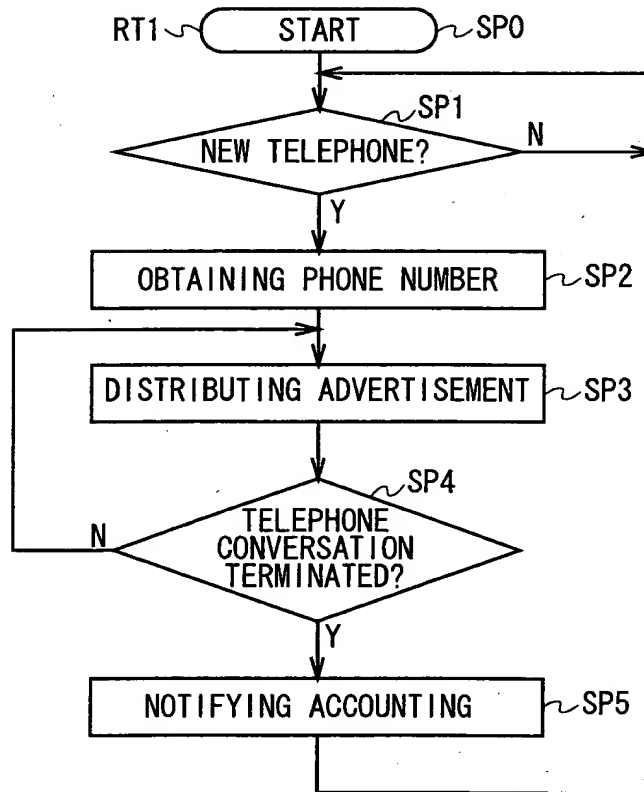 RT1 START SP0
SP1
NEW TELEPHONE? N
Y
OBTAINING PHONE NUMBER SP2
DISTRIBUTING ADVERTISEMENT SP3
SP4
N TELEPHONE
CONVERSATION
TERMINATED?
Y
NOTIFYING ACCOUNTING SP5